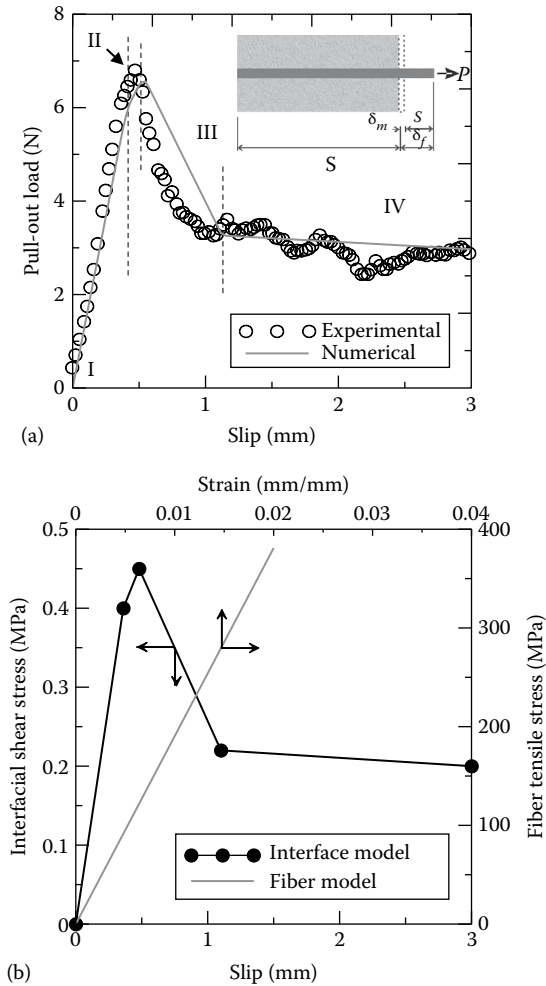 (a)
Pull-out load (N)
8
6
4
2
0
II
III
IV
I
P
δm
S
δf
S
Experimental
Numerical
0
1
2
3
Slip (mm)
(b)
Strain (mm/mm)
0
0.01
0.02
0.03
0.04
Interfacial shear stress (MPa)
0.5
0.4
0.3
0.2
0.1
0
Fiber tensile stress (MPa)
400
300
200
100
0
Interface model
Fiber model
0
1
2
3
Slip (mm)